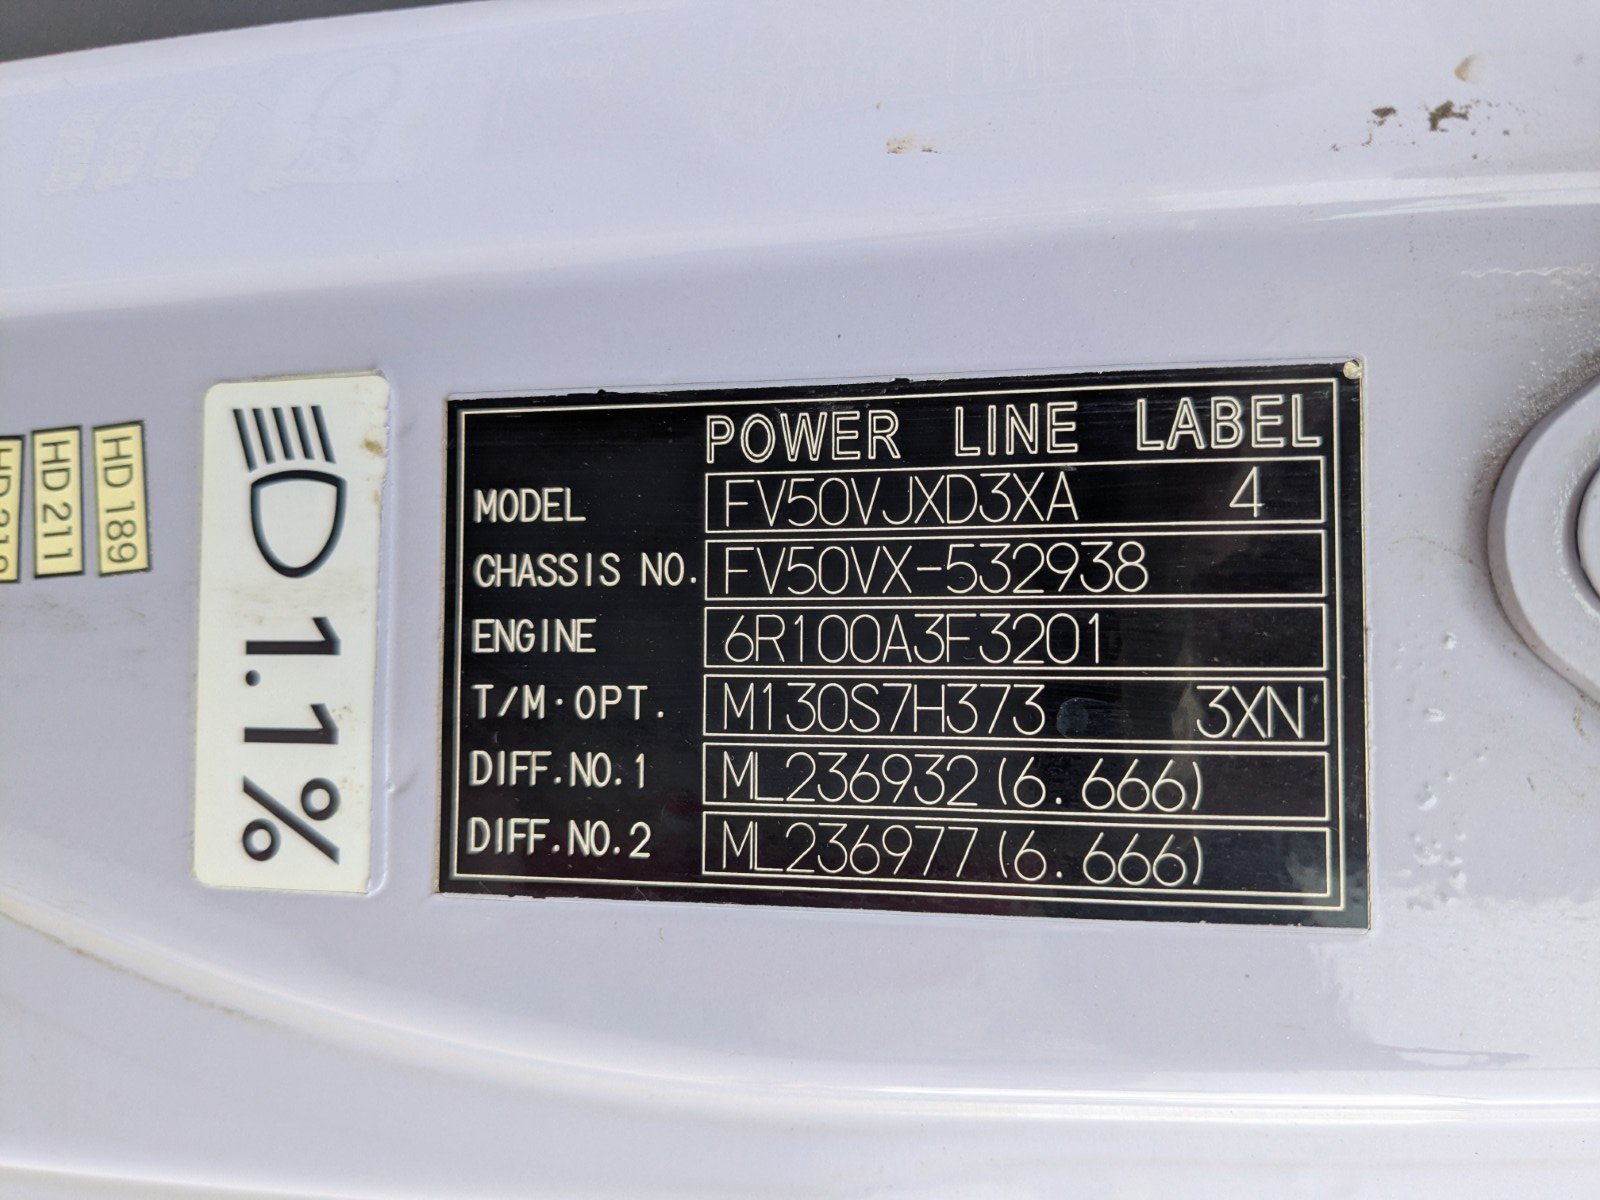 POWER LINE LABEL
MODEL FV50VJXD3XA 4
CHASSIS NO. FV50VX-532938
ENGINE 6R100A3F3201
T/M·OPT. M130S7H373 3XN
DIFF.NO.1 ML236932(6.666)
DIFF.NO.2 ML236977(6.666)
1.1%
HD 189
HD 211